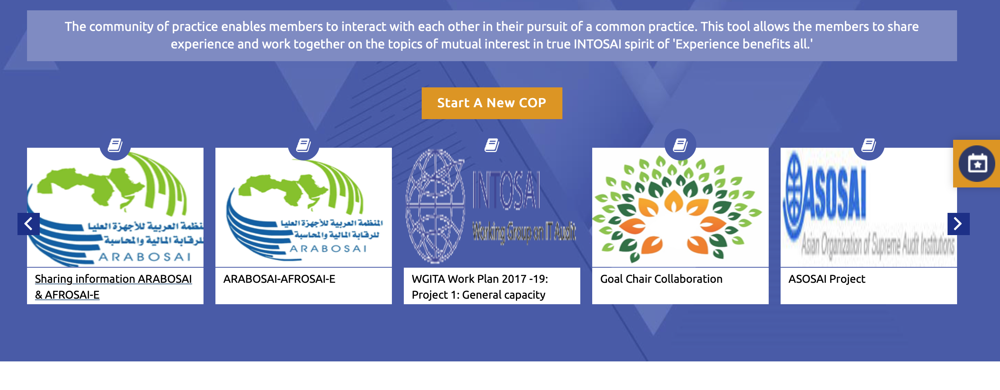 The community of practice enables members to interact with each other in their pursuit of a common practice. This tool allows the members to share
experience and work together on the topics of mutual interest in true INTOSAI spirit of 'Experience benefits all.'
Start A New COP
المنظمة العربية للأجهزة العليا
للرقابة المالية والمحاسبة
ARABOSAI
Sharing information ARABOSAI
& AFROSAI-E
المنظمة العربية للأجهزة العليا
للرقابة المالية والمحاسبة
ARABOSAI
ARABOSAI-AFROSAI-E
INTOSAI
Working Group on IT Audit
WGITA Work Plan 2017 -19:
Project 1: General capacity
Goal Chair Collaboration
ASOSAI
Asian Organization of Supreme Audit Institutions
ASOSAI Project